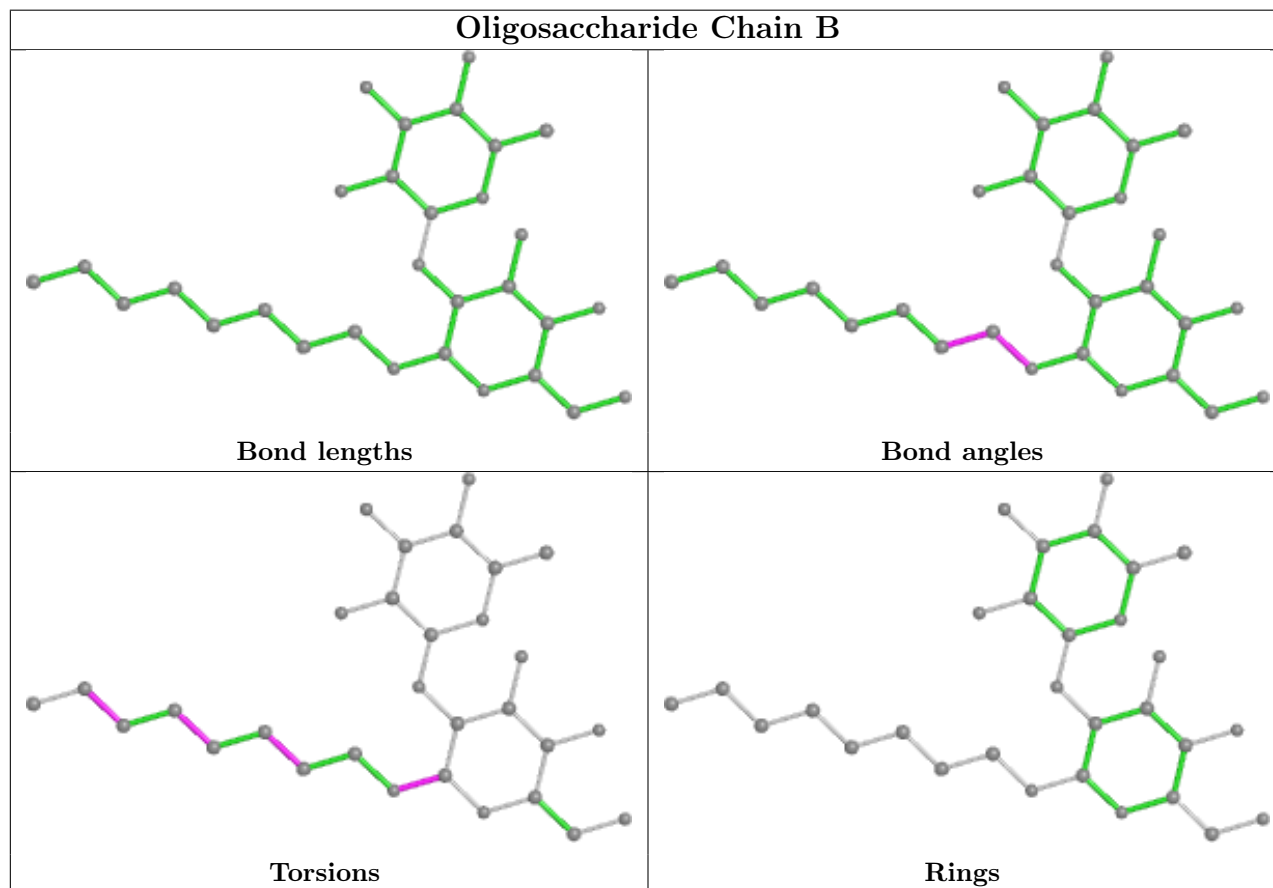 Oligosaccharide Chain B
Bond lengths
Bond angles
Torsions
Rings